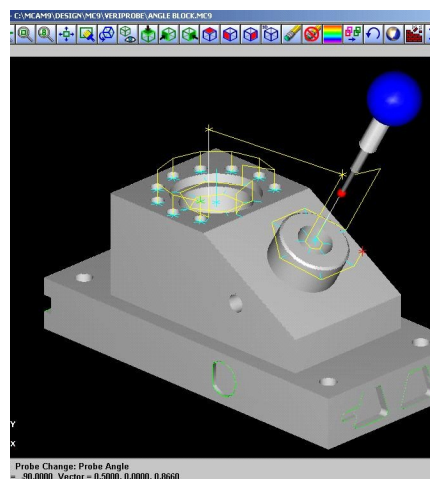 C:\MCAM9\DESIGN\MC9\VERIPROBE\ANGLE BLOCK.MC9
Y
X
Probe Change: Probe Angle
= .90.0000 Vector = 0.5000, 0.0000, 0.8660